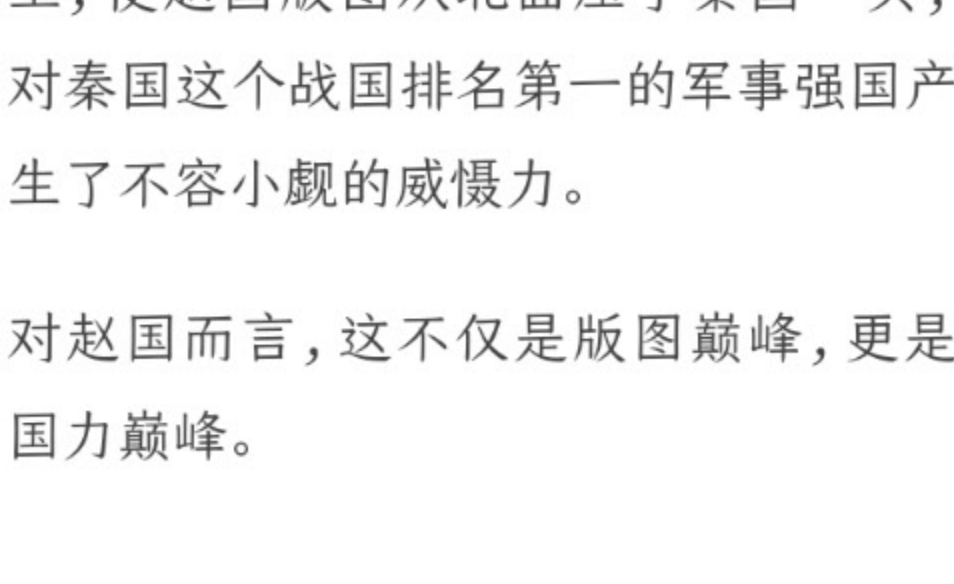 对秦国这个战国排名第一的军事强国产
生了不容小觑的威慑力。
对赵国而言,这不仅是版图巅峰,更是
国力巅峰。